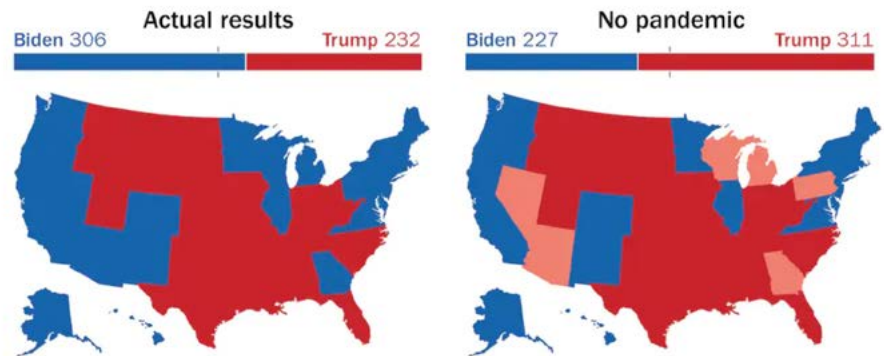 Actual results
Biden 306 Trump 232
No pandemic
Biden 227 Trump 311